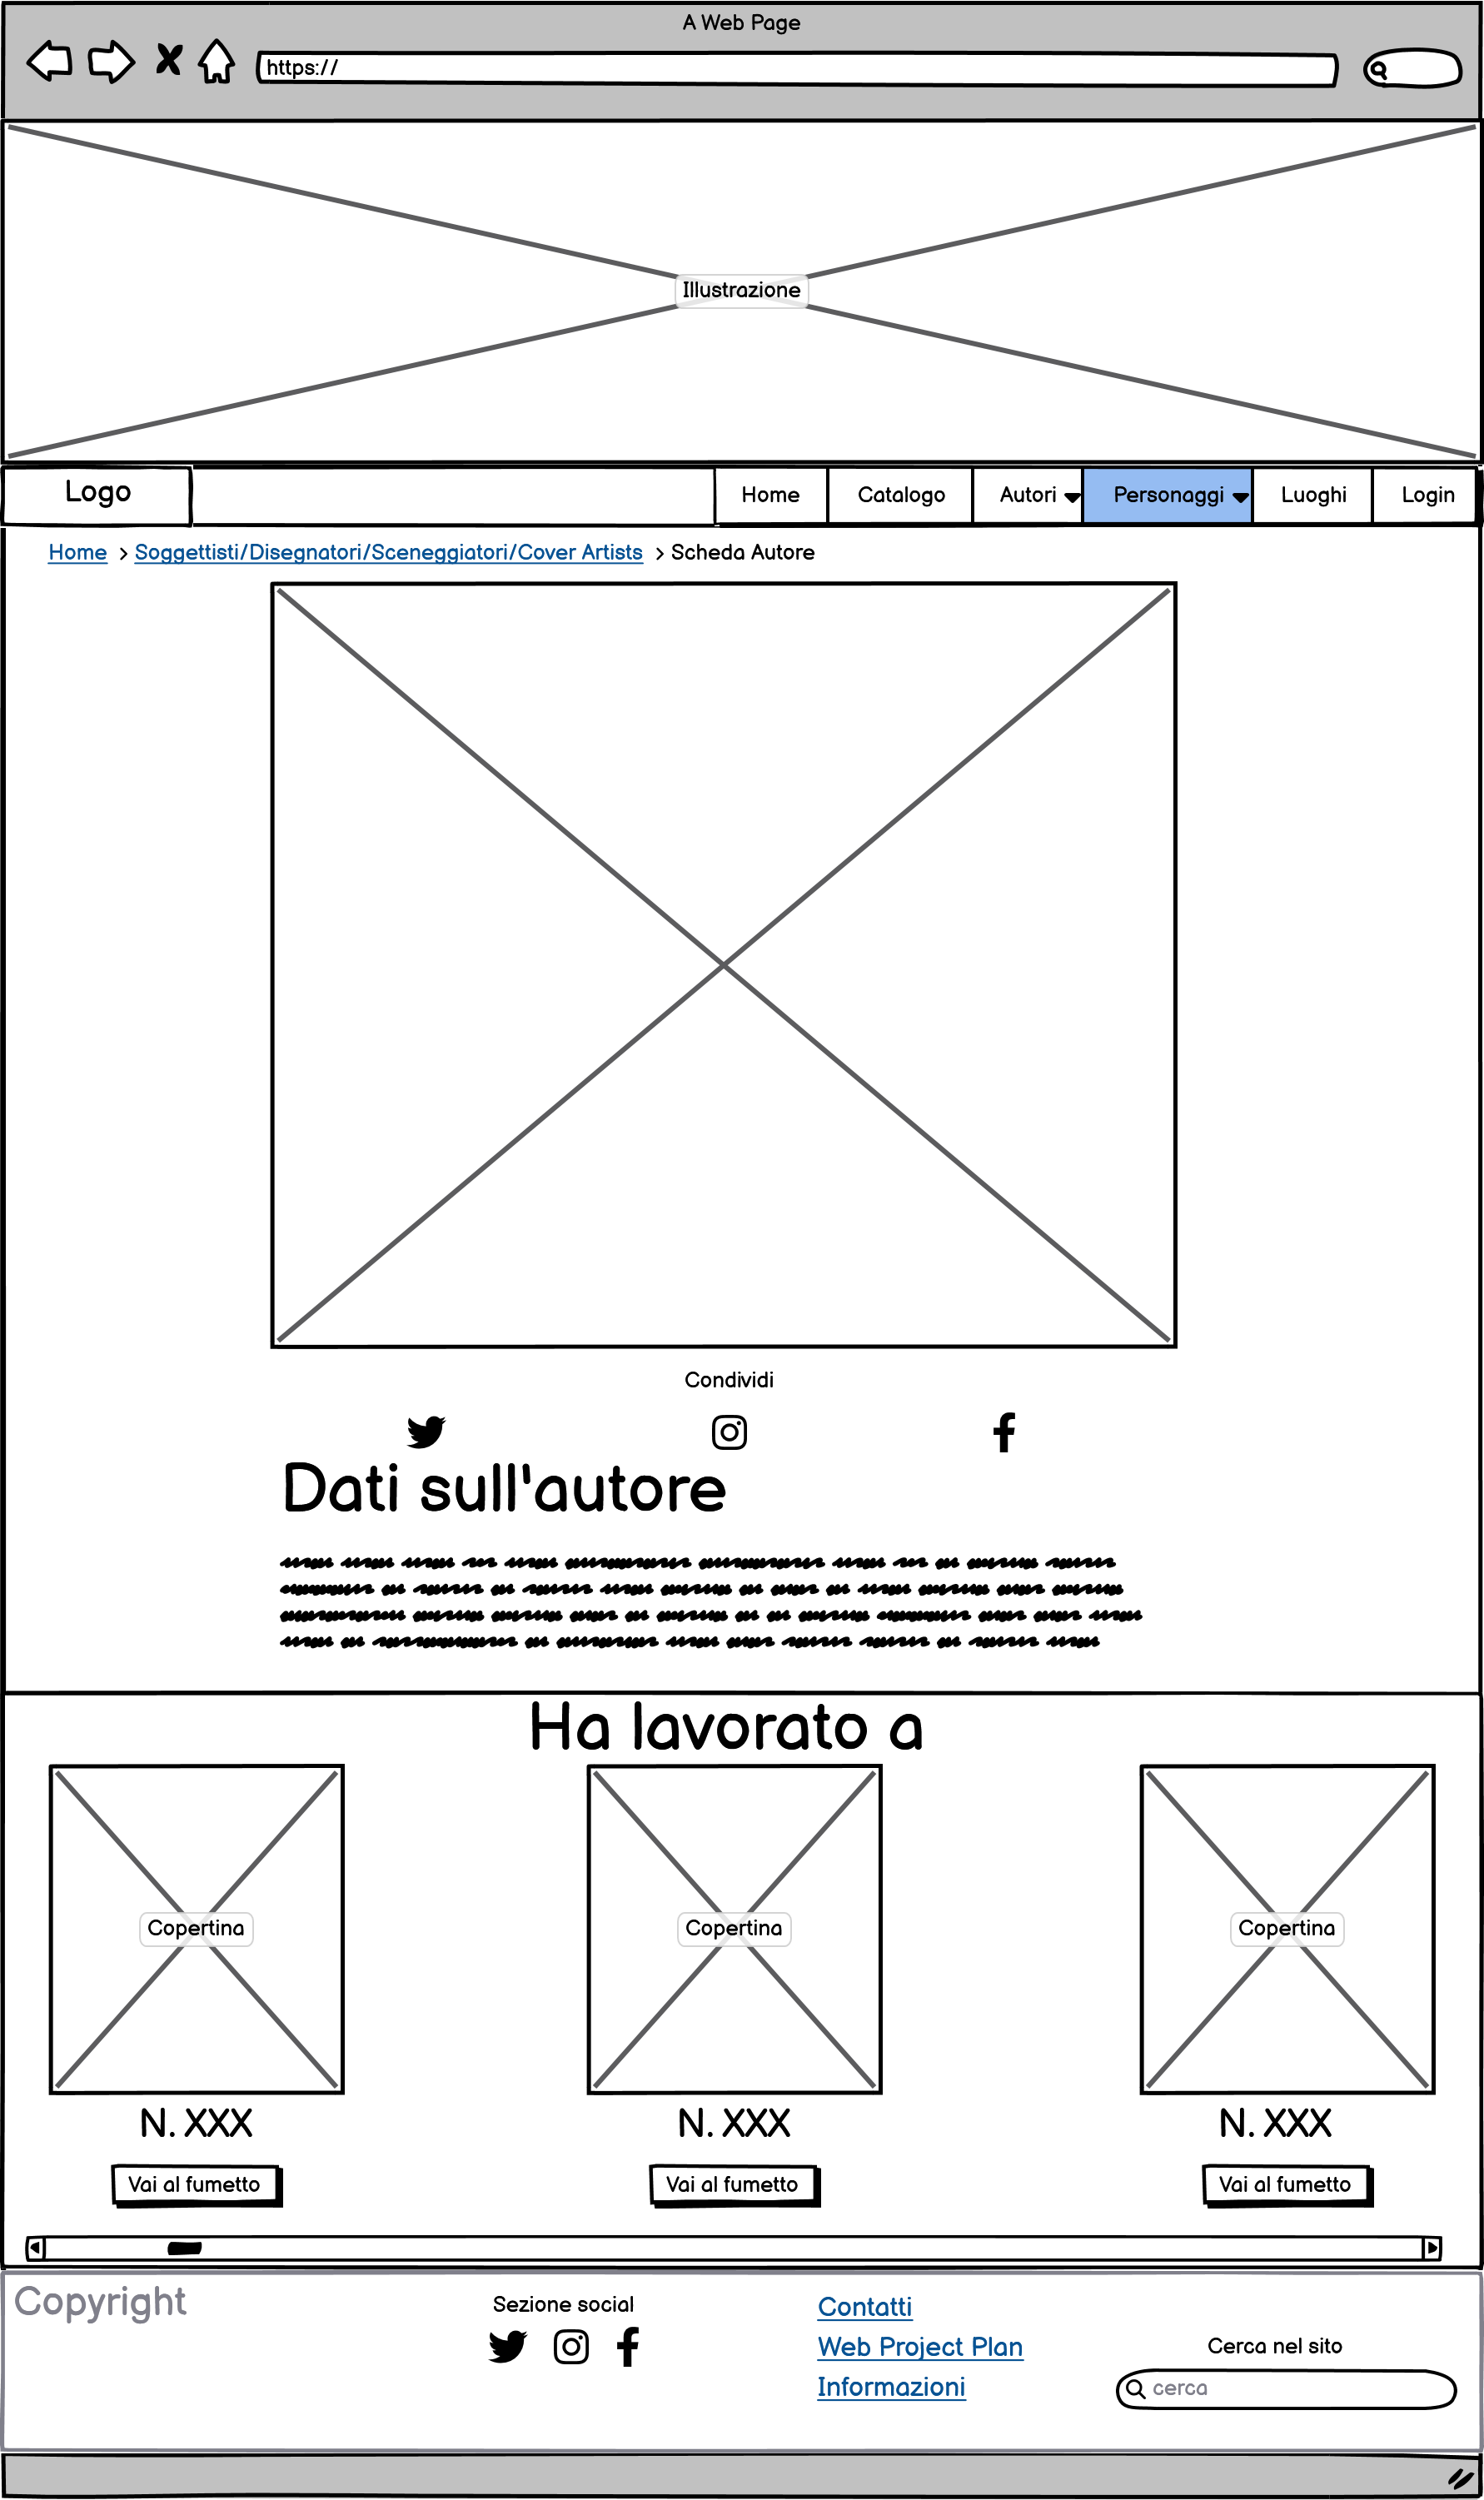 A Web Page
https://
Illustrazione
Logo
Home Catalogo Autori Personaggi Luoghi Login
Home > Soggettisti/Disegnatori/Sceneggiatori/Cover Artists > Scheda Autore
Condividi
Dati sull'autore
Ha lavorato a
Copertina Copertina Copertina
N. XXX N. XXX N. XXX
Vai al fumetto Vai al fumetto Vai al fumetto
Copyright
Sezione social
Contatti
Web Project Plan
Informazioni
Cerca nel sito
cerca